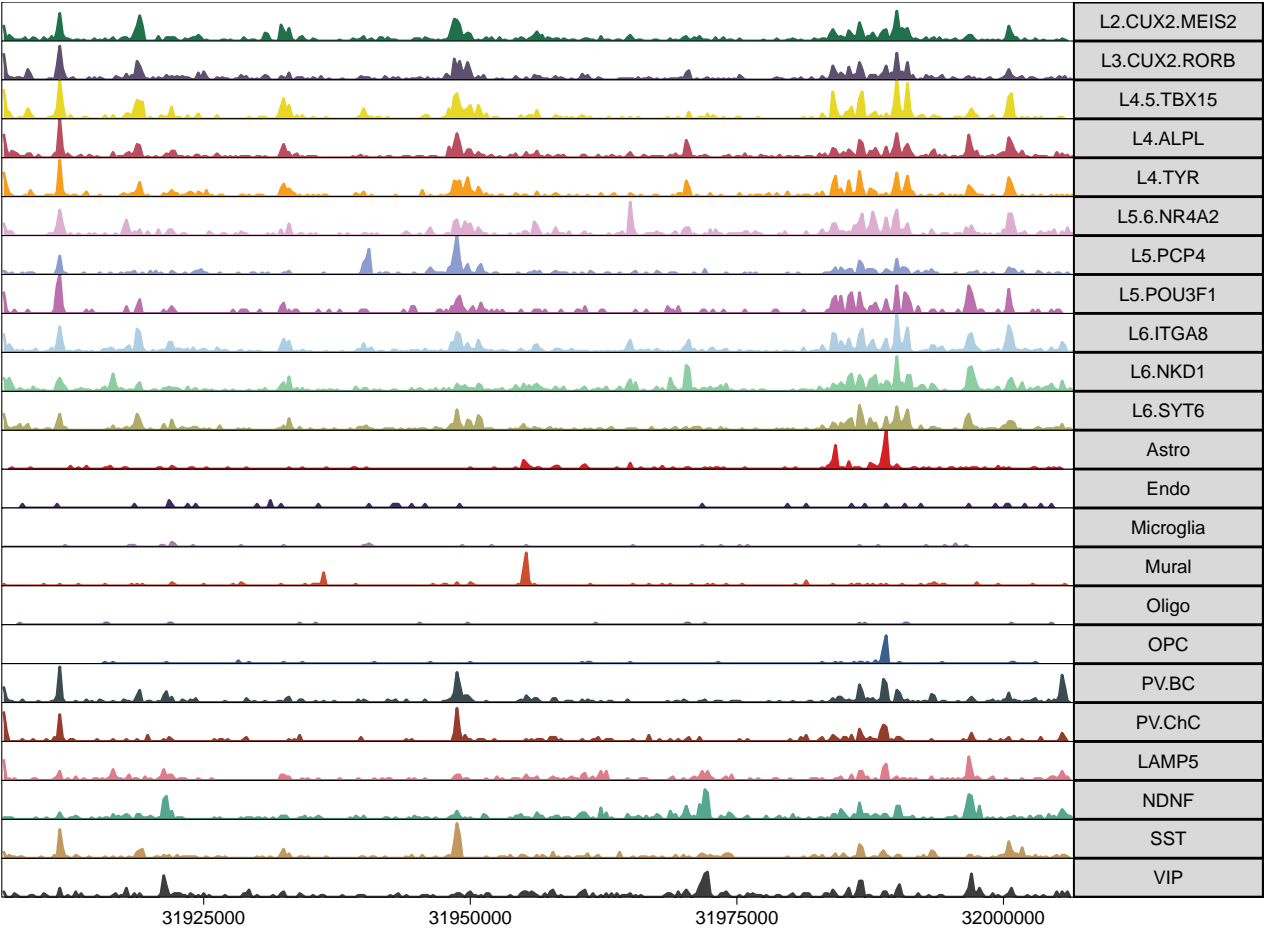 L2.CUX2.MEIS2
L3.CUX2.RORB
L4.5.TBX15
L4.ALPL
L4.TYR
L5.6.NR4A2
L5.PCP4
L5.POU3F1
L6.ITGA8
L6.NKD1
L6.SYT6
Astro
Endo
Microglia
Mural
Oligo
OPC
PV.BC
PV.ChC
LAMP5
NDNF
SST
VIP
31925000 31950000 31975000 32000000